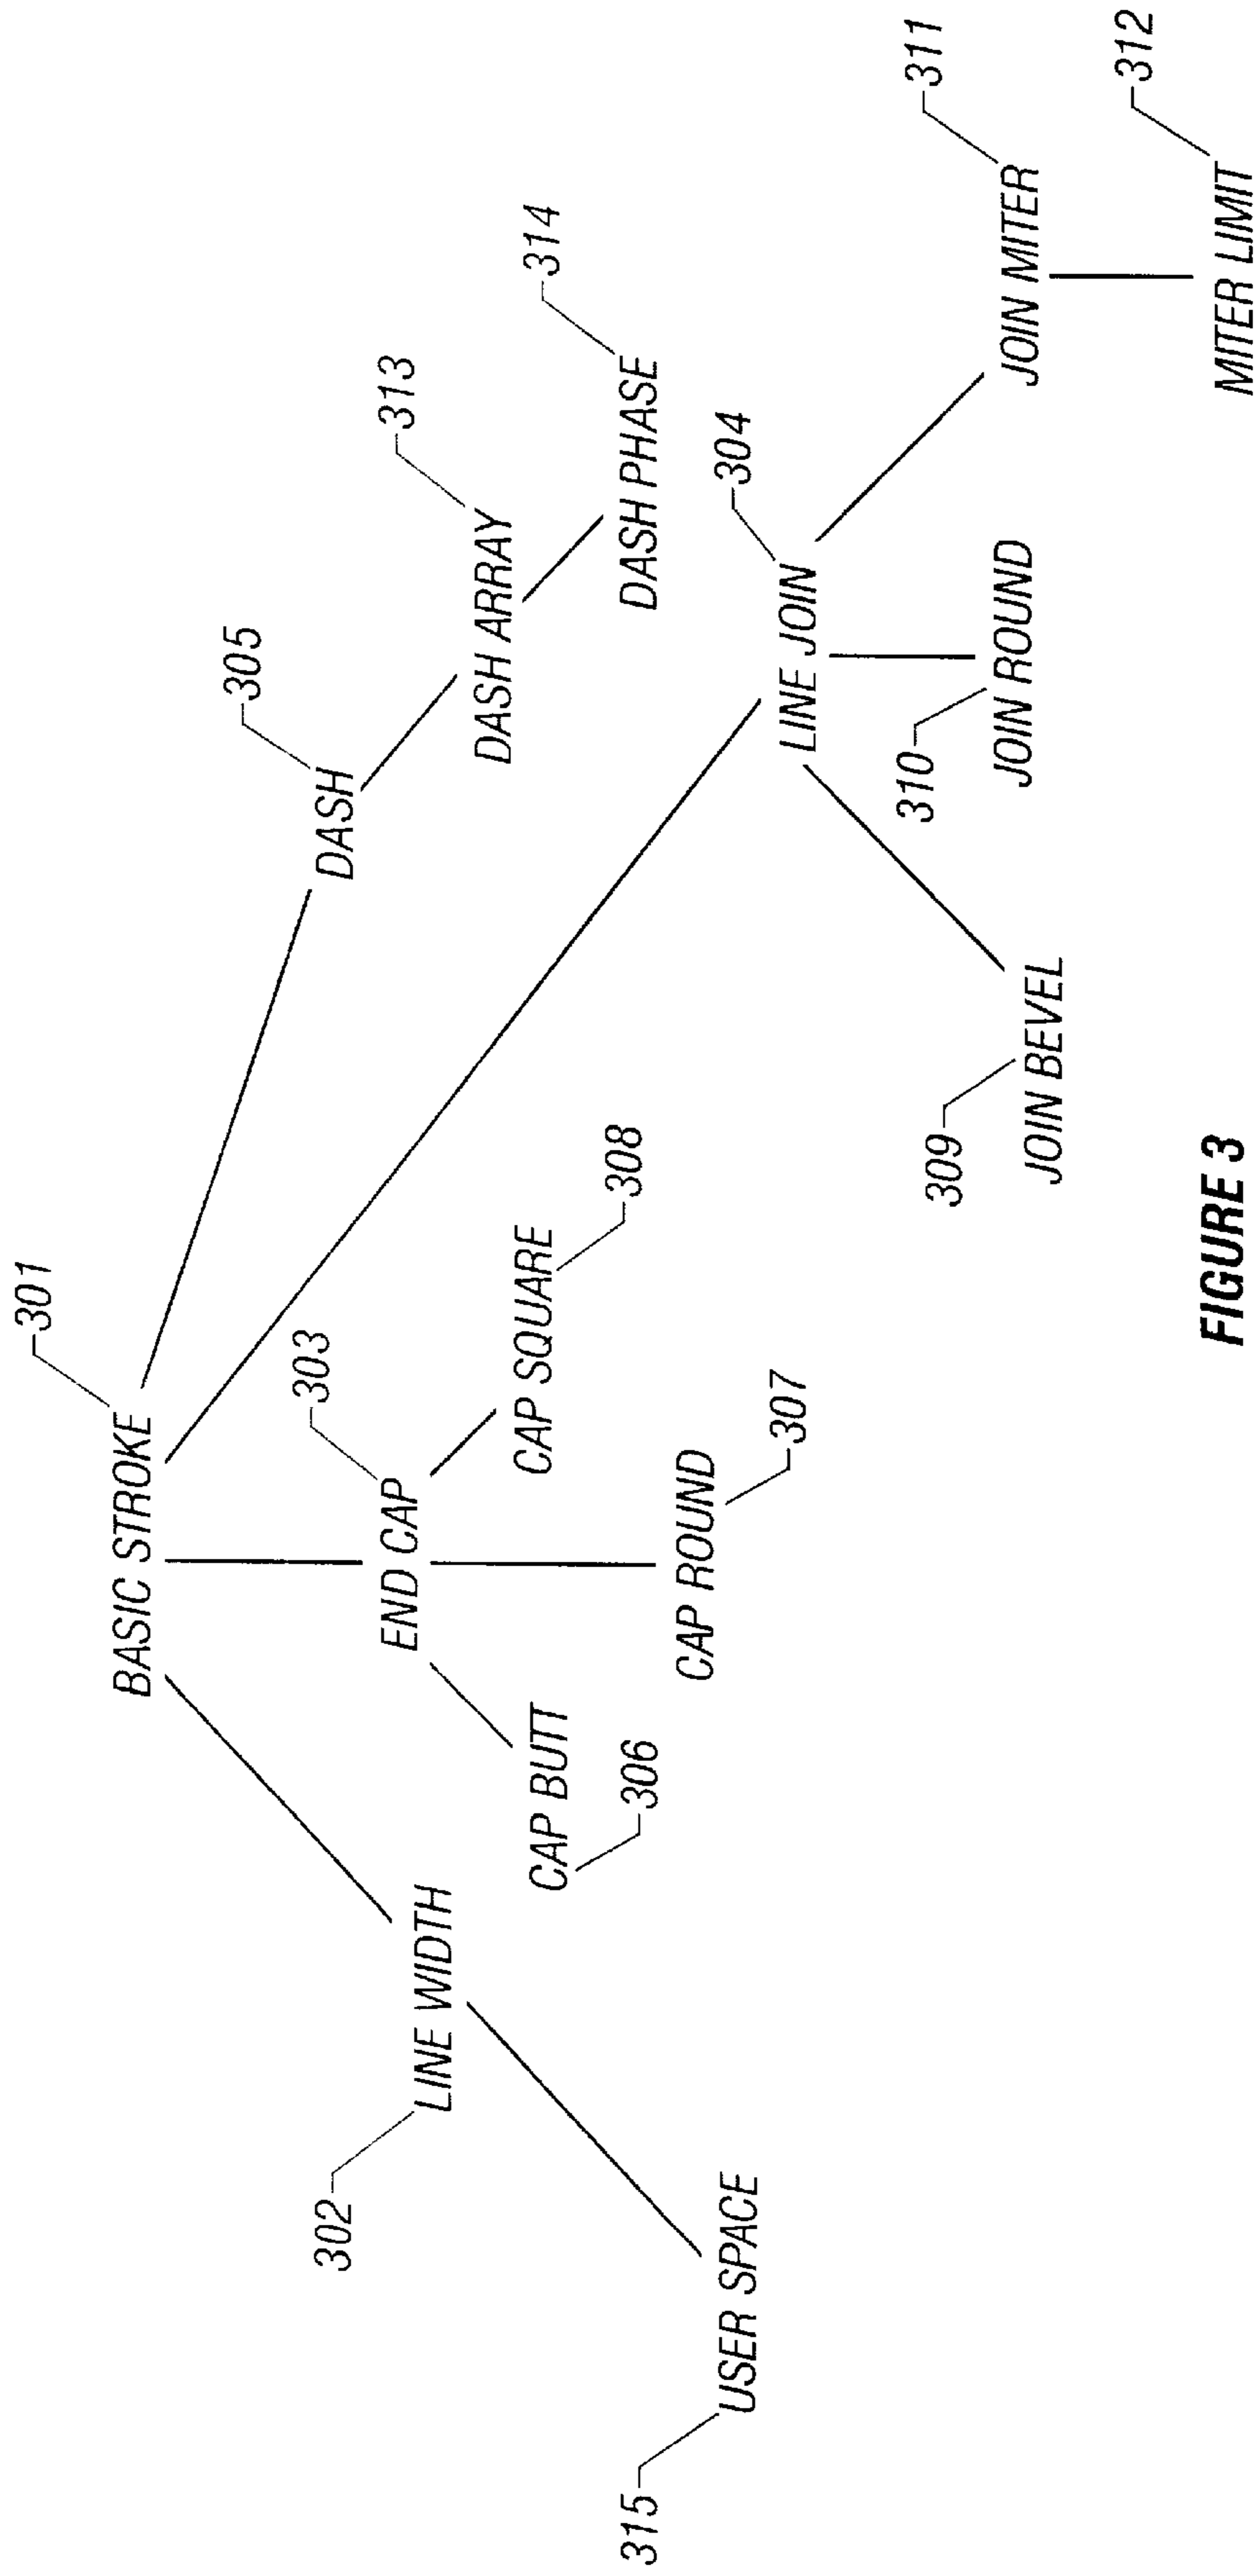 301
BASIC STROKE
305
DASH
302
LINE WIDTH
303
END CAP
313
DASH ARRAY
314
DASH PHASE
CAP BUTT
306
CAP SQUARE
308
315
USER SPACE
CAP ROUND
307
304
LINE JOIN
309
JOIN BEVEL
310
JOIN ROUND
311
JOIN MITER
312
MITER LIMIT
FIGURE 3